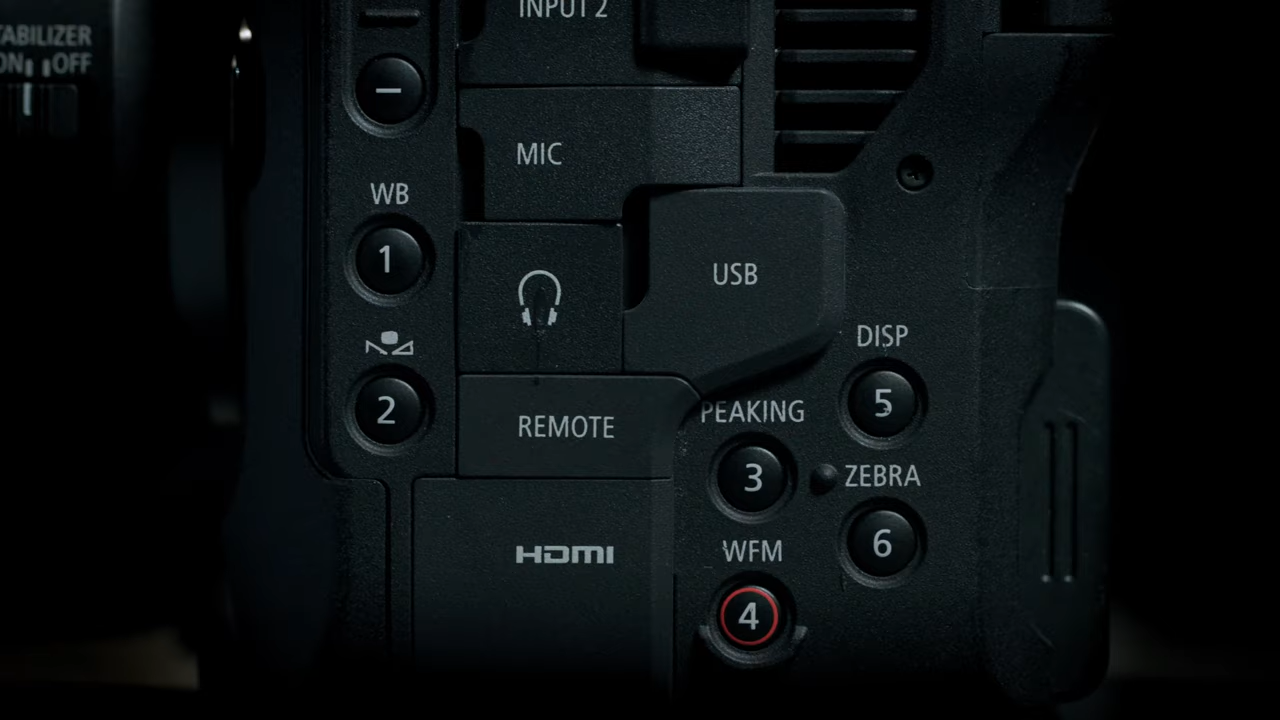 INPUT 2
TABILIZER
ON OFF
MIC
WB
1
USB
DISP
2
5
PEAKING
REMOTE
3
ZEBRA
6
WFM
HDMI
4